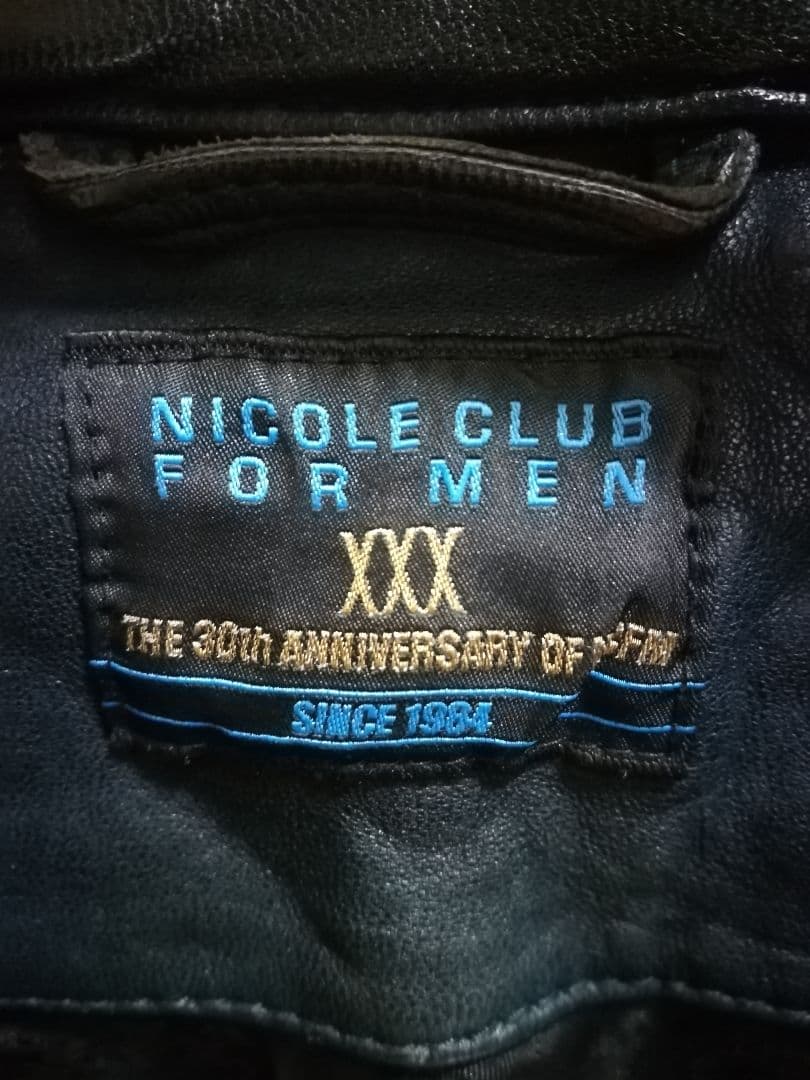 NICOLE CLUB
FOR MEN
XXX
THE 30th ANNIVERSARY OF
SINCE 1984